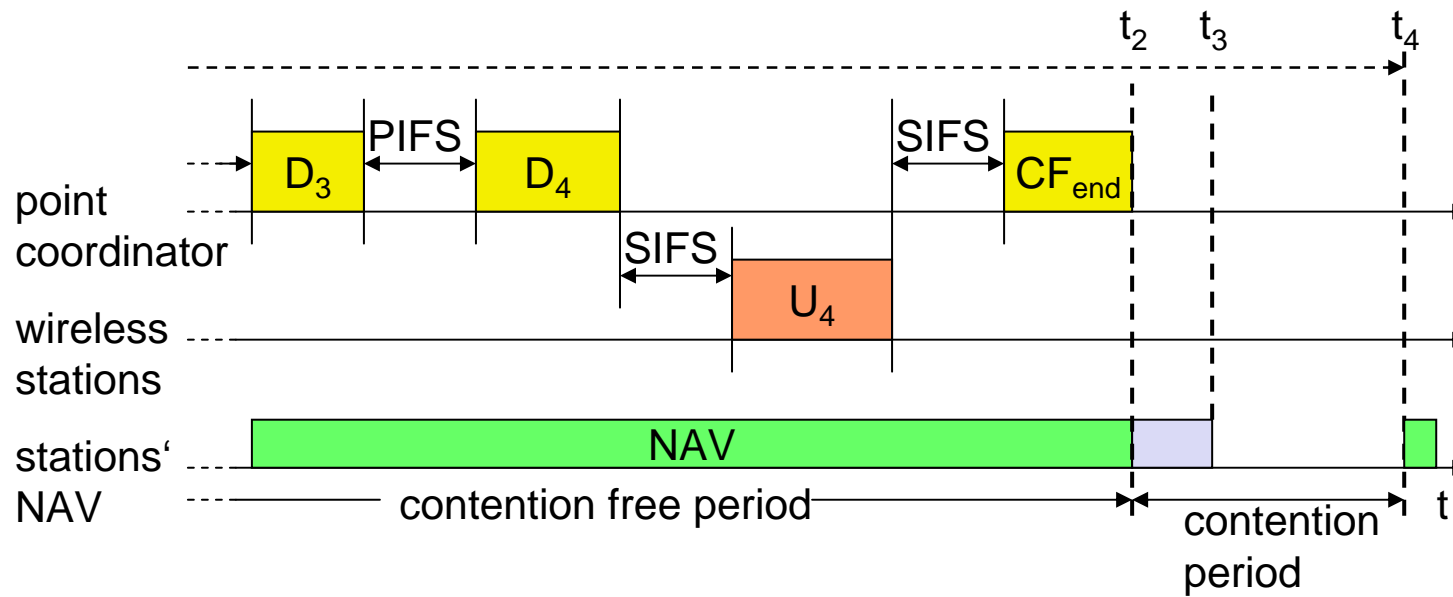 t₂ t₃ t₄
PIFS SIFS
D₃ D₄ CFₑₙd
point
coordinator
SIFS
U₄
wireless
stations
stations‘
NAV
NAV
contention free period
t
contention
period